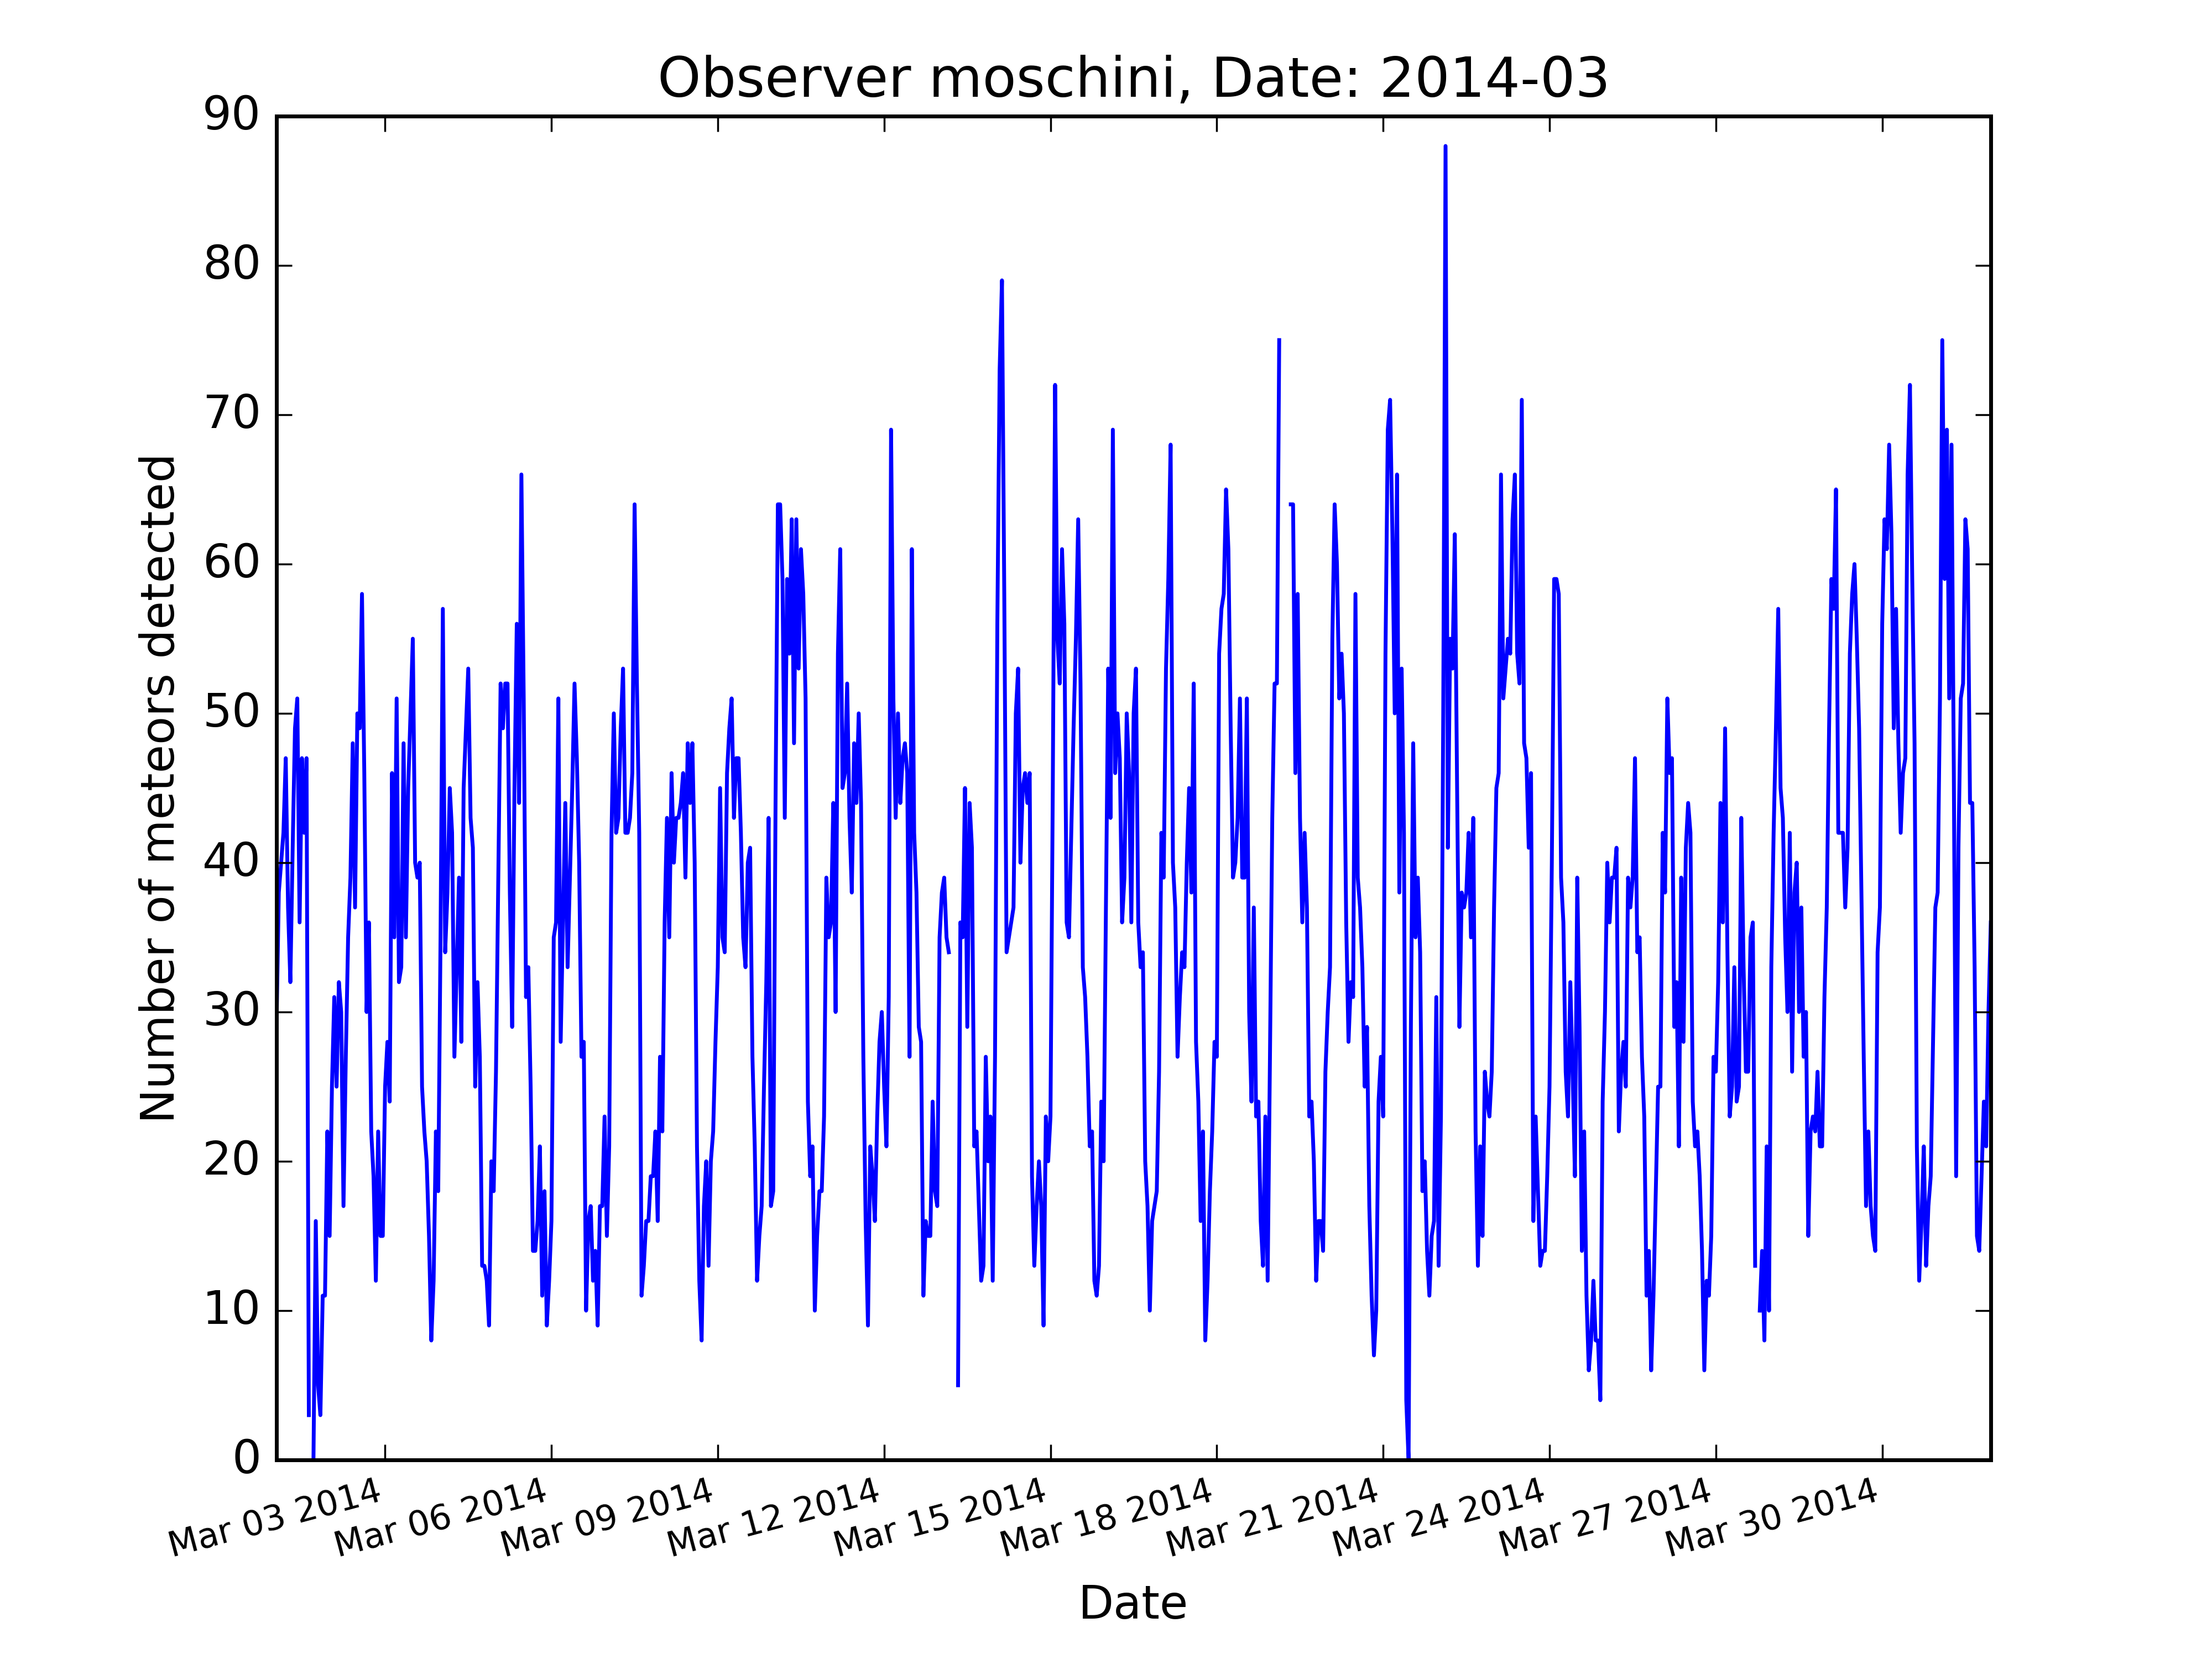 Observer moschini, Date: 2014-03
90
80
70
60
50
40
30
20
10
0
Number of meteors detected
Mar 03 2014
Mar 06 2014
Mar 09 2014
Mar 12 2014
Mar 15 2014
Mar 18 2014
Mar 21 2014
Mar 24 2014
Mar 27 2014
Mar 30 2014
Date